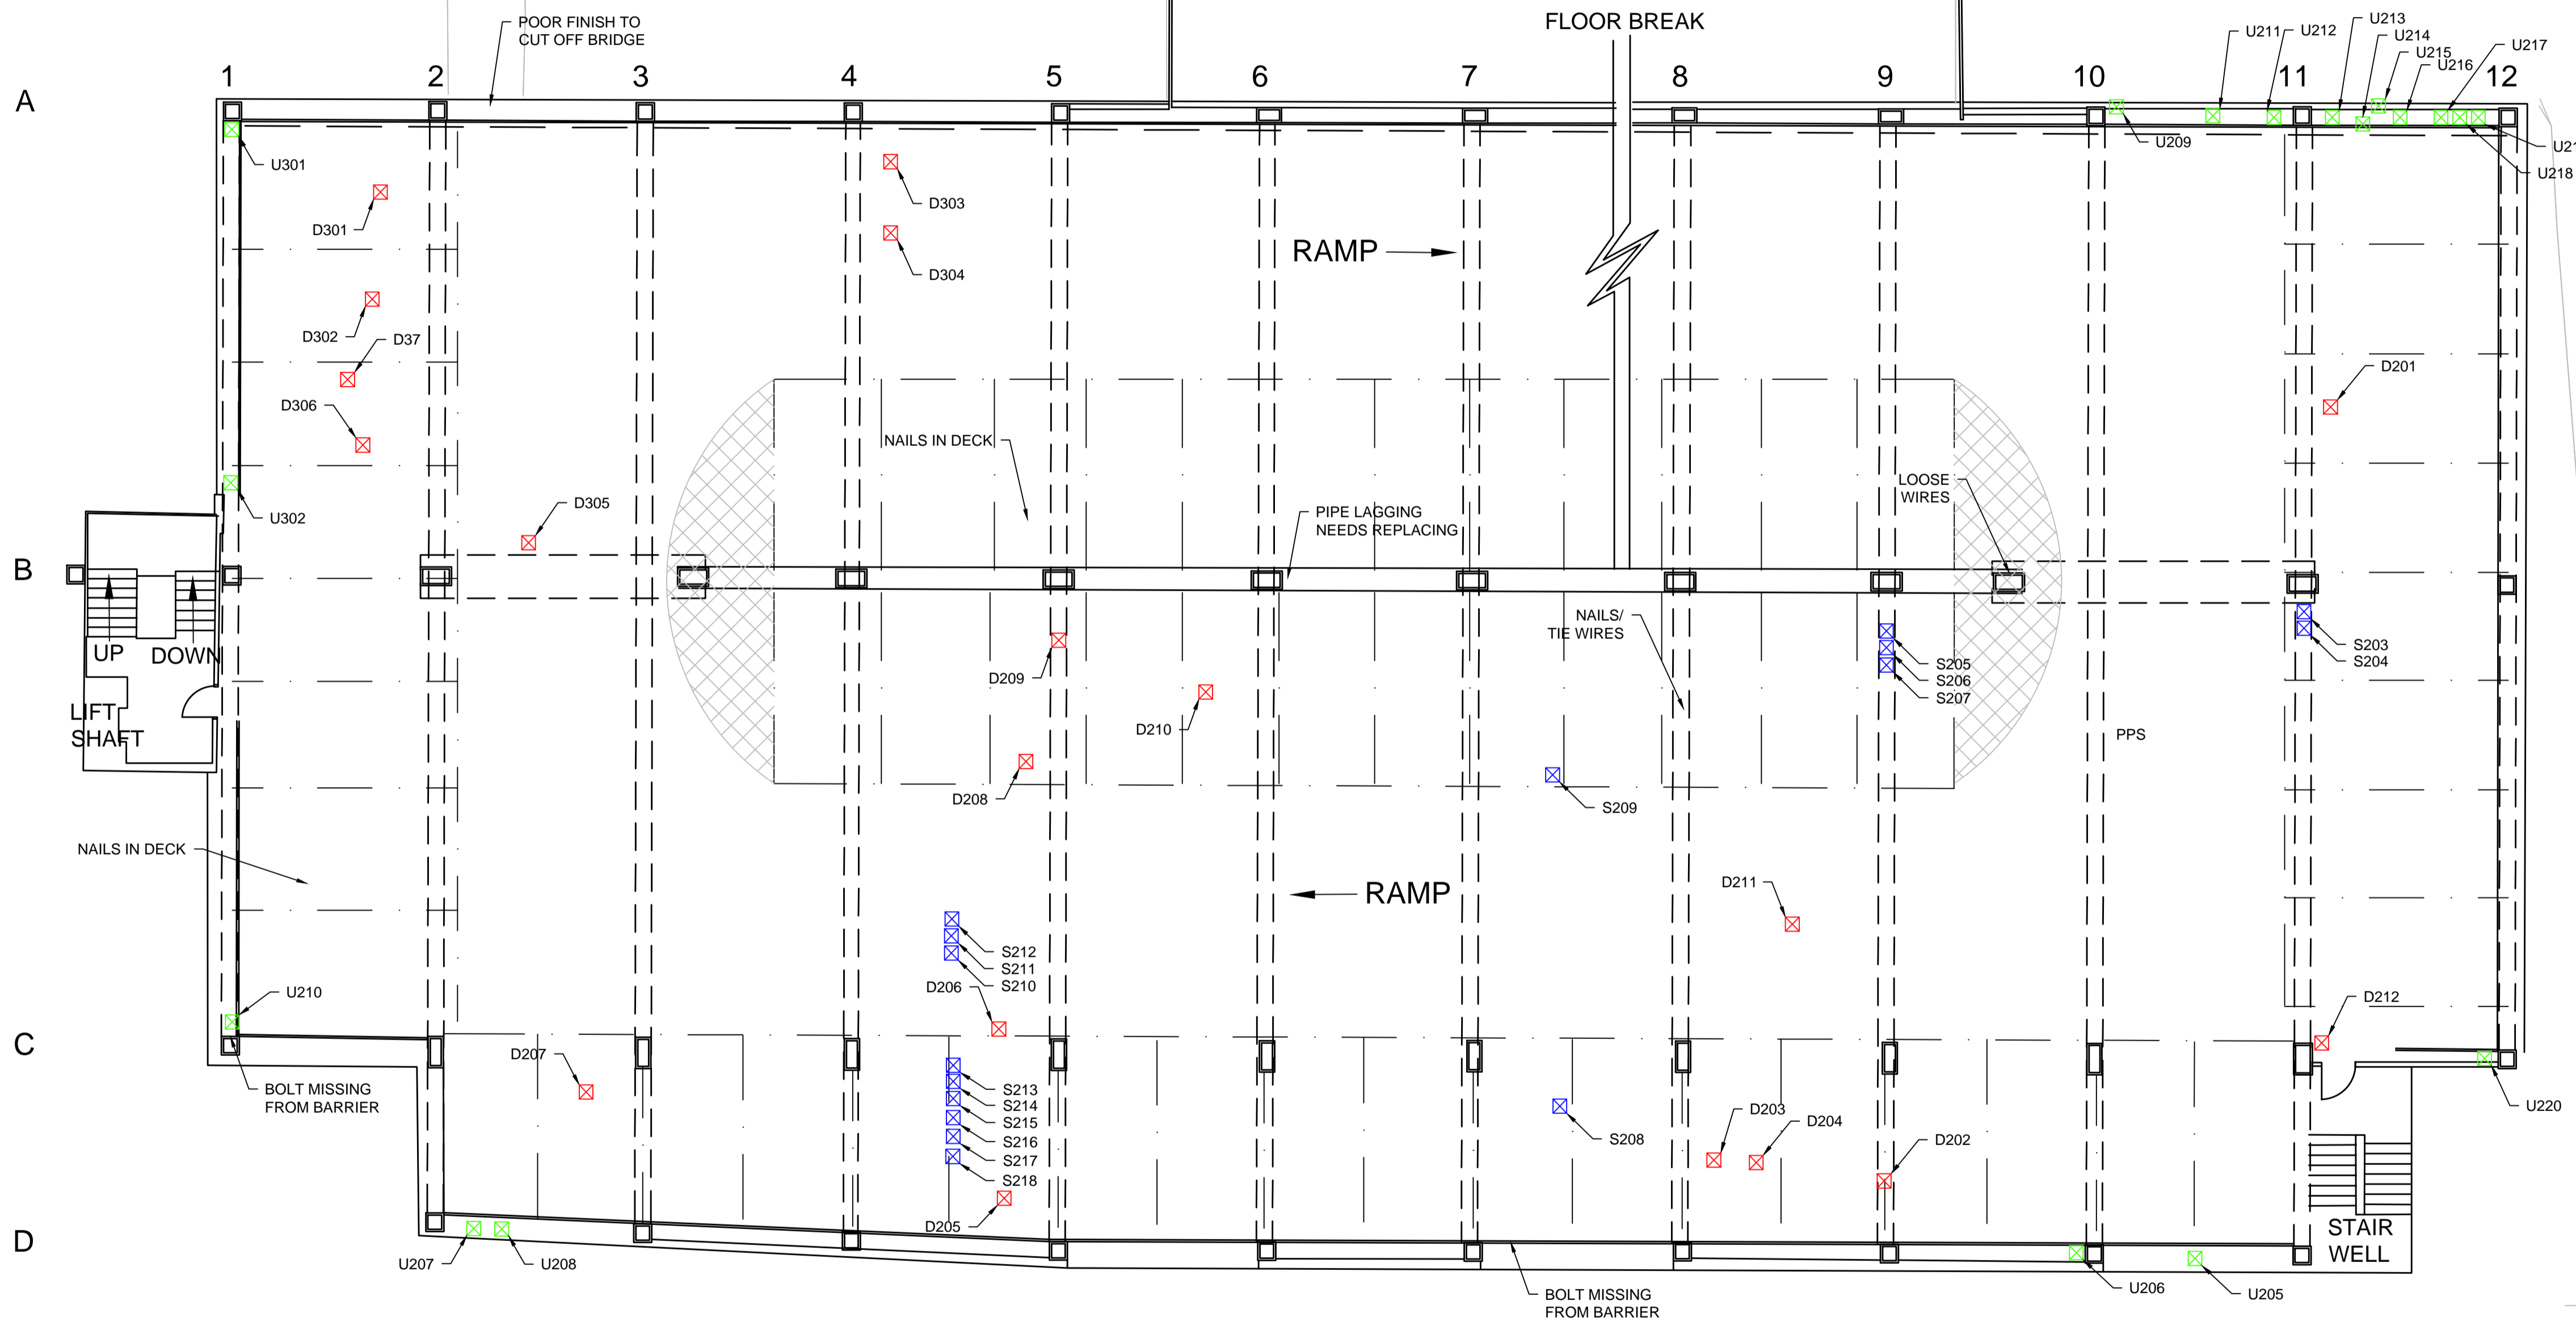 FLOOR BREAK
POOR FINISH TO
CUT OFF BRIDGE
U211
U212
U213
U214
U215
U216
U217
1
2
3
4
5
6
7
8
9
10
11
12
A
U209
U218
U301
D301
D303
D304
RAMP
D302
D37
D306
D201
NAILS IN DECK
LOOSE
WIRES
D305
U302
PIPE LAGGING
NEEDS REPLACING
B
NAILS/
TIE WIRES
UP
DOWN
S203
S204
S205
S206
S207
D209
LIFT
SHAFT
D210
PPS
D208
S209
NAILS IN DECK
RAMP
D211
S212
S211
S210
D206
U210
D212
C
D207
BOLT MISSING
FROM BARRIER
S213
S214
S215
S216
S217
S218
S208
D203
D204
D202
U220
D205
D
STAIR
WELL
U207
U208
U206
U205
BOLT MISSING
FROM BARRIER